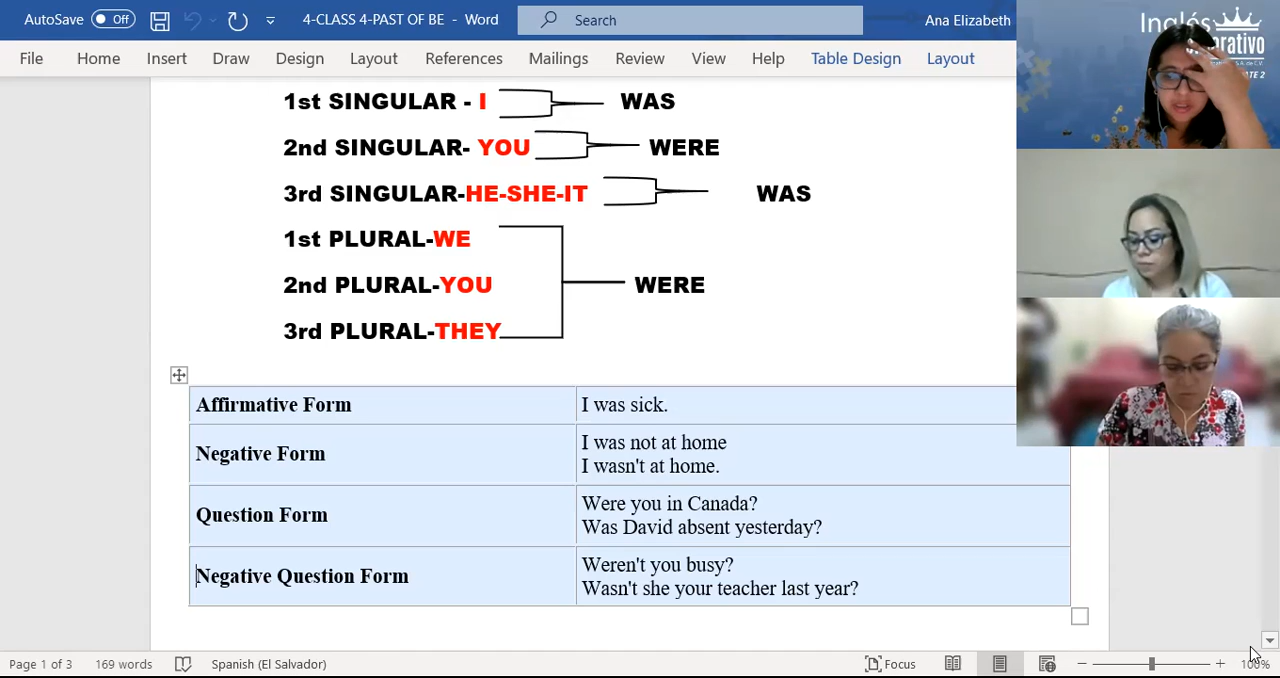 AutoSave Off 4-CLASS 4-PAST OF BE - Word Search Ana Elizabeth
File Home Insert Draw Design Layout References Mailings Review View Help Table Design Layout
Inglés
1st SINGULAR - I WAS
2nd SINGULAR- YOU WERE
3rd SINGULAR-HE-SHE-IT WAS
1st PLURAL-WE
2nd PLURAL-YOU WERE
3rd PLURAL-THEY
Affirmative Form I was sick.
Negative Form I was not at home
I wasn't at home.
Question Form Were you in Canada?
Was David absent yesterday?
Negative Question Form Weren't you busy?
Wasn't she your teacher last year?
Page 1 of 3 169 words Spanish (El Salvador) Focus 100%